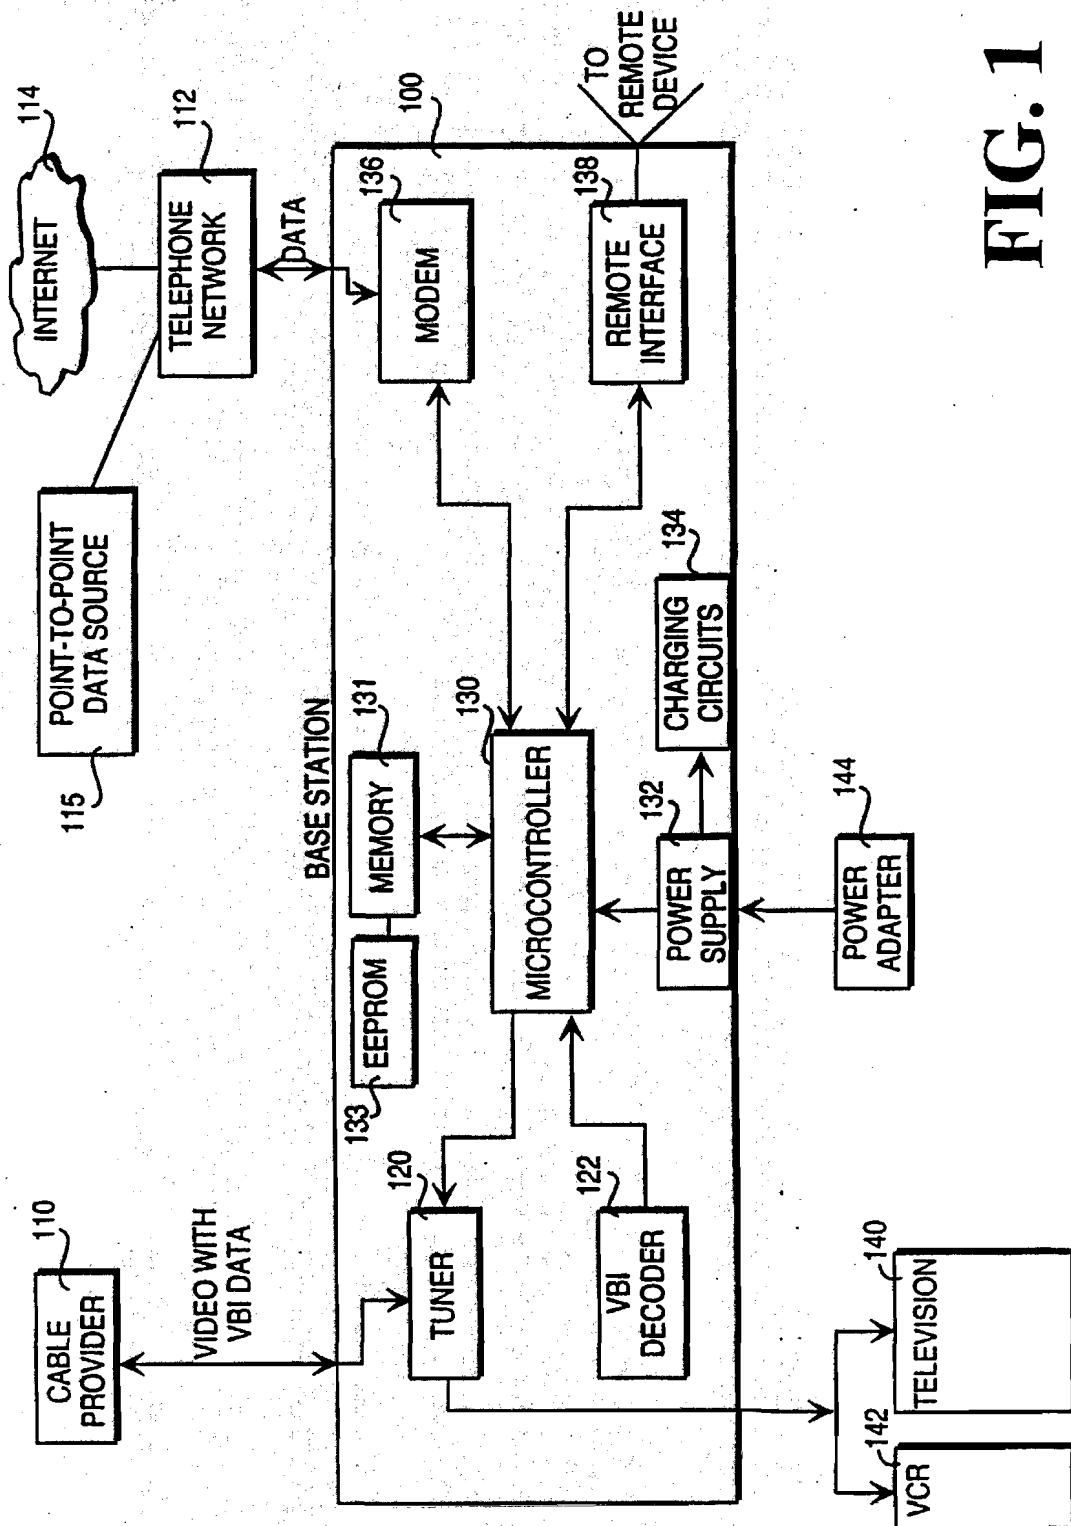 110
CABLE
PROVIDER
VIDEO WITH
VBI DATA
115
POINT-TO-POINT
DATA SOURCE
INTERNET
114
TELEPHONE
NETWORK
112
DATA
BASE STATION
100
TUNER
120
VBI
DECODER
122
EEPROM
133
MEMORY
131
MICROCONTROLLER
130
POWER
SUPPLY
132
CHARGING
CIRCUITS
134
MODEM
136
REMOTE
INTERFACE
138
TO
REMOTE
DEVICE
VCR
142
TELEVISION
140
POWER
ADAPTER
144
FIG. 1